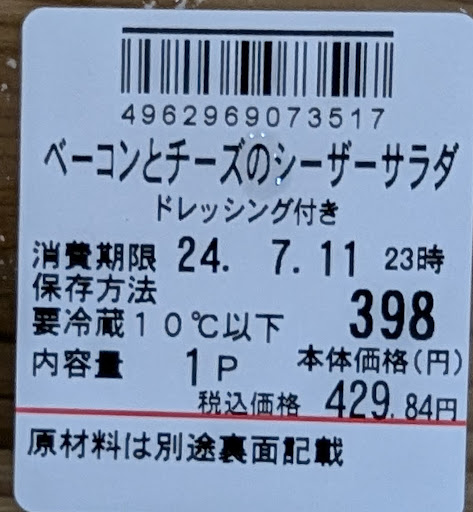 4962969073517
ベーコンとチーズのシーザーサラダ
ドレッシング付き
消費期限 24. 7.11 23時
保存方法
要冷蔵10℃以下 398
内容量 1P 本体価格(円)
税込価格 429.84円
原材料は別途裏面記載